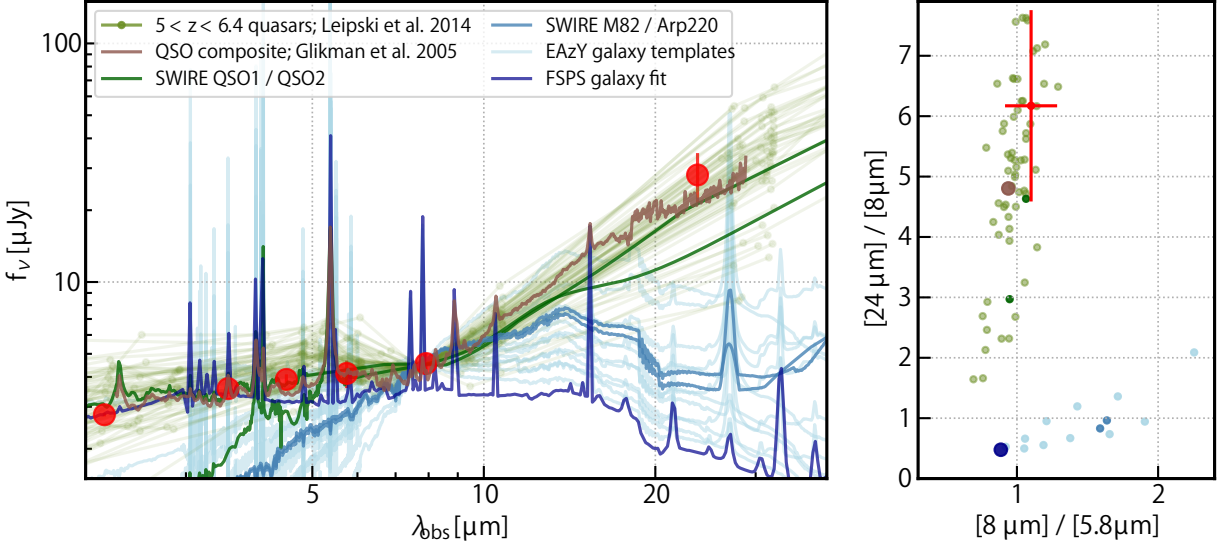 5 < z < 6.4 quasars; Leipski et al. 2014
QSO composite; Glikman et al. 2005
SWIRE QSO1 / QSO2
SWIRE M82 / Arp220
EAzY galaxy templates
FSPS galaxy fit
100
10
f_ν [μJy]
5
10
20
λ_obs [μm]
7
6
5
4
3
2
1
0
[24 μm] / [8μm]
1
2
[8 μm] / [5.8μm]